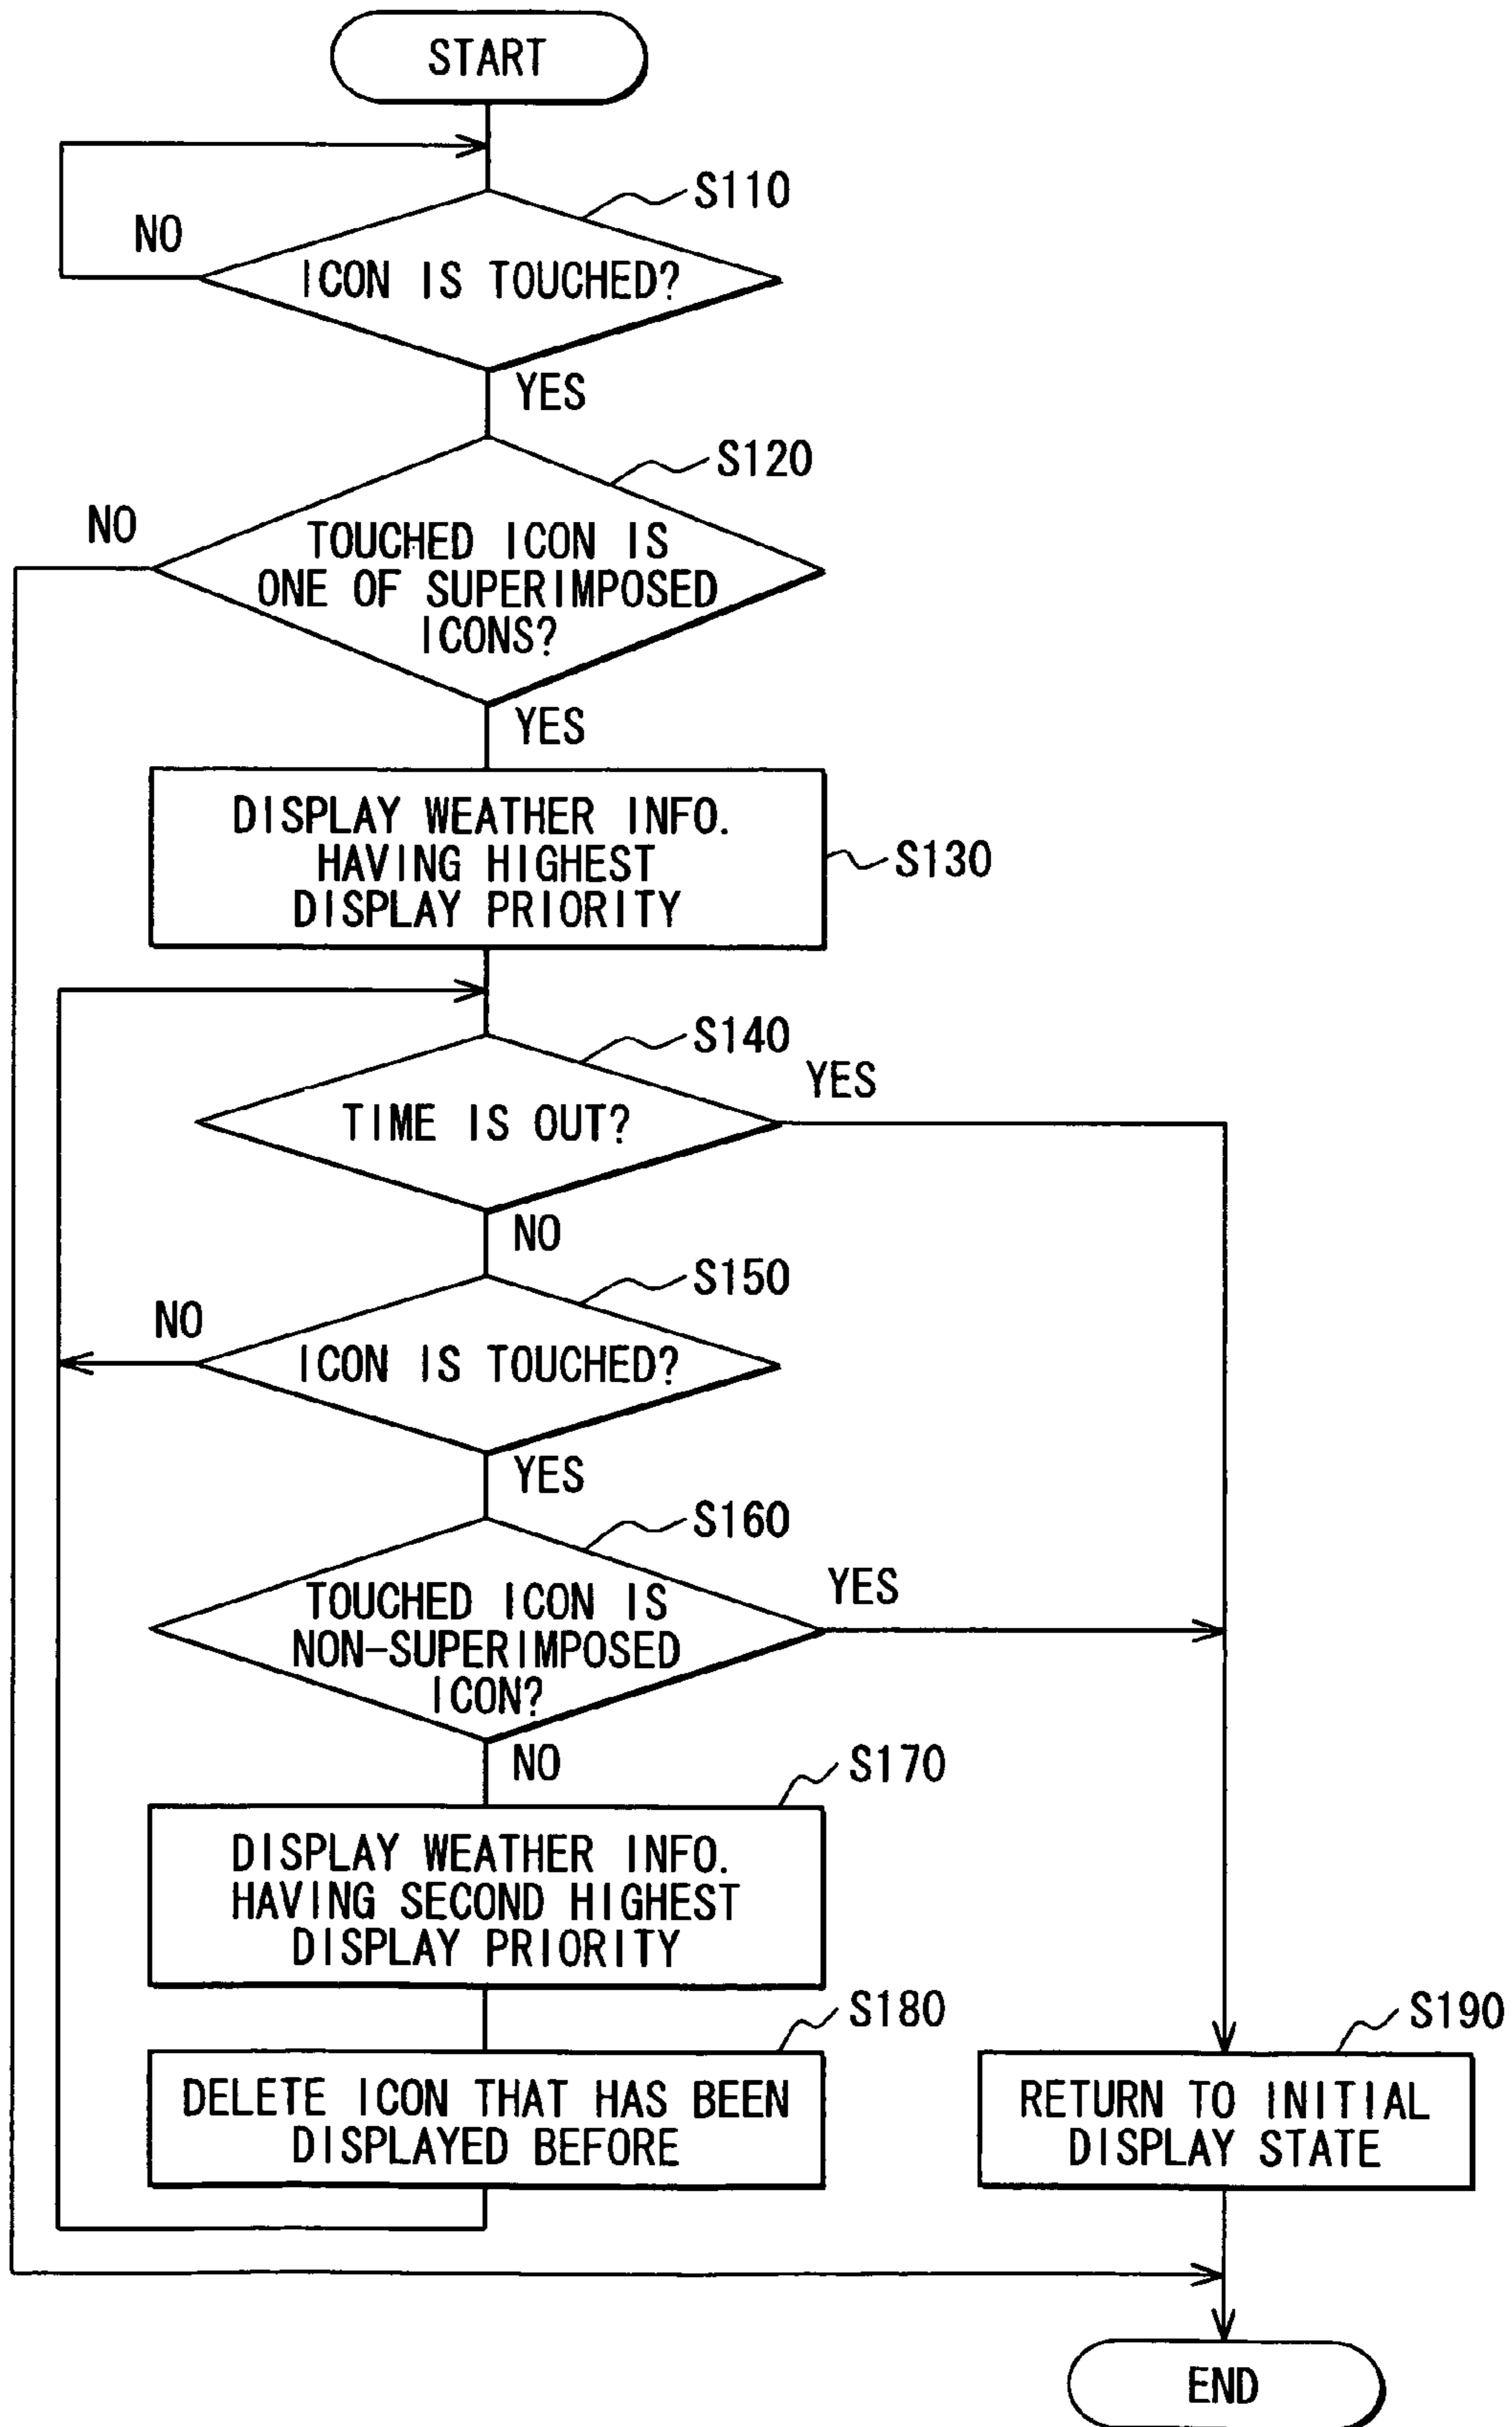 START
S110
NO
ICON IS TOUCHED?
YES
S120
NO
TOUCHED ICON IS
ONE OF SUPERIMPOSED
ICONS?
YES
DISPLAY WEATHER INFO.
HAVING HIGHEST
DISPLAY PRIORITY
S130
S140
YES
TIME IS OUT?
NO
S150
NO
ICON IS TOUCHED?
YES
S160
YES
TOUCHED ICON IS
NON-SUPERIMPOSED
ICON?
NO
S170
DISPLAY WEATHER INFO.
HAVING SECOND HIGHEST
DISPLAY PRIORITY
S180
S190
DELETE ICON THAT HAS BEEN
DISPLAYED BEFORE
RETURN TO INITIAL
DISPLAY STATE
END